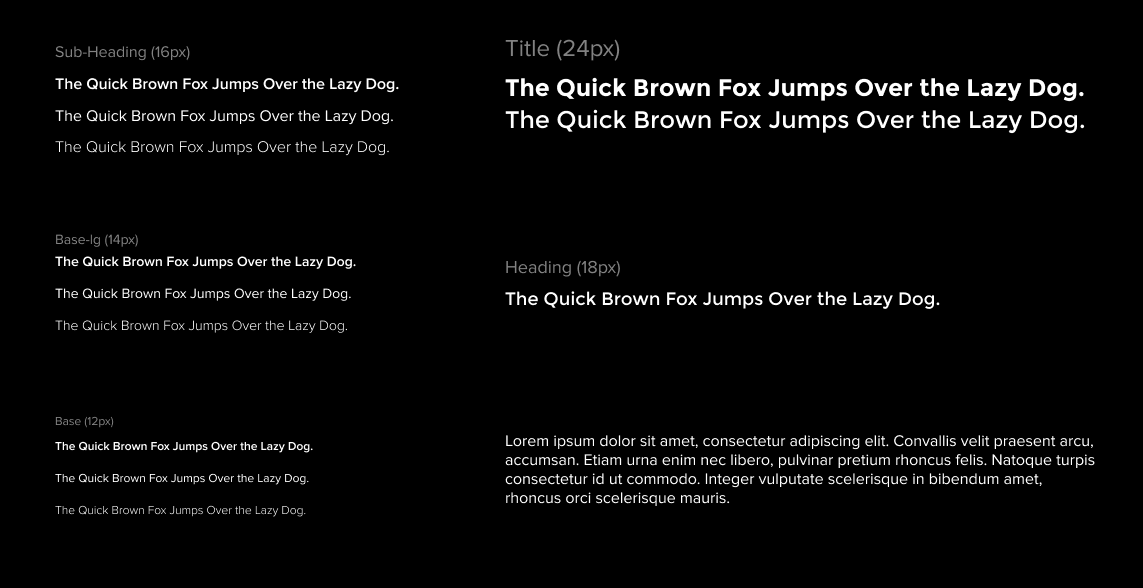 Sub-Heading (16px)
The Quick Brown Fox Jumps Over the Lazy Dog.
The Quick Brown Fox Jumps Over the Lazy Dog.
The Quick Brown Fox Jumps Over the Lazy Dog.
Base-lg (14px)
The Quick Brown Fox Jumps Over the Lazy Dog.
The Quick Brown Fox Jumps Over the Lazy Dog.
The Quick Brown Fox Jumps Over the Lazy Dog.
Base (12px)
The Quick Brown Fox Jumps Over the Lazy Dog.
The Quick Brown Fox Jumps Over the Lazy Dog.
The Quick Brown Fox Jumps Over the Lazy Dog.
Title (24px)
The Quick Brown Fox Jumps Over the Lazy Dog.
The Quick Brown Fox Jumps Over the Lazy Dog.
Heading (18px)
The Quick Brown Fox Jumps Over the Lazy Dog.
Lorem ipsum dolor sit amet, consectetur adipiscing elit. Convallis velit praesent arcu,
accumsan. Etiam urna enim nec libero, pulvinar pretium rhoncus felis. Natoque turpis
consectetur id ut commodo. Integer vulputate scelerisque in bibendum amet,
rhoncus orci scelerisque mauris.